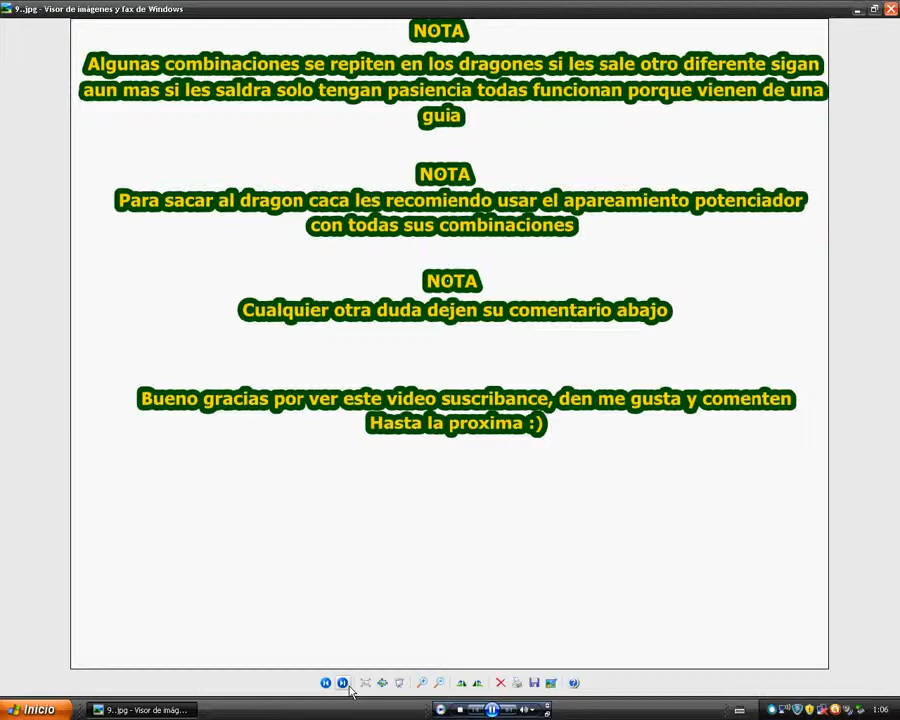 9..jpg - Visor de imágenes y fax de Windows
NOTA
Algunas combinaciones se repiten en los dragones si les sale otro diferente sigan
aun mas si les saldra solo tengan pasiencia todas funcionan porque vienen de una
guia
NOTA
Para sacar al dragon caca les recomiendo usar el apareamiento potenciador
con todas sus combinaciones
NOTA
Cualquier otra duda dejen su comentario abajo
Bueno gracias por ver este video suscribance, den me gusta y comenten
Hasta la proxima :)
Inicio
9..jpg - Visor de imág...
1:06